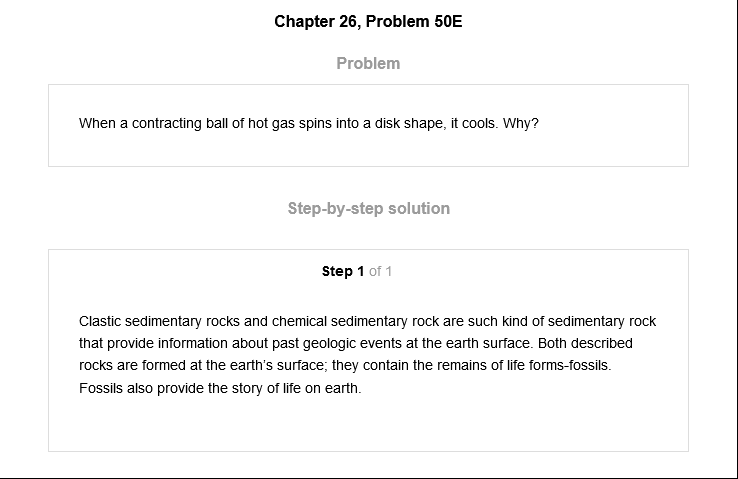 Chapter 26, Problem 50E
Problem
When a contracting ball of hot gas spins into a disk shape, it cools. Why?
Step-by-step solution
Step 1 of 1
Clastic sedimentary rocks and chemical sedimentary rock are such kind of sedimentary rock
that provide information about past geologic events at the earth surface. Both described
rocks are formed at the earth's surface; they contain the remains of life forms-fossils.
Fossils also provide the story of life on earth.